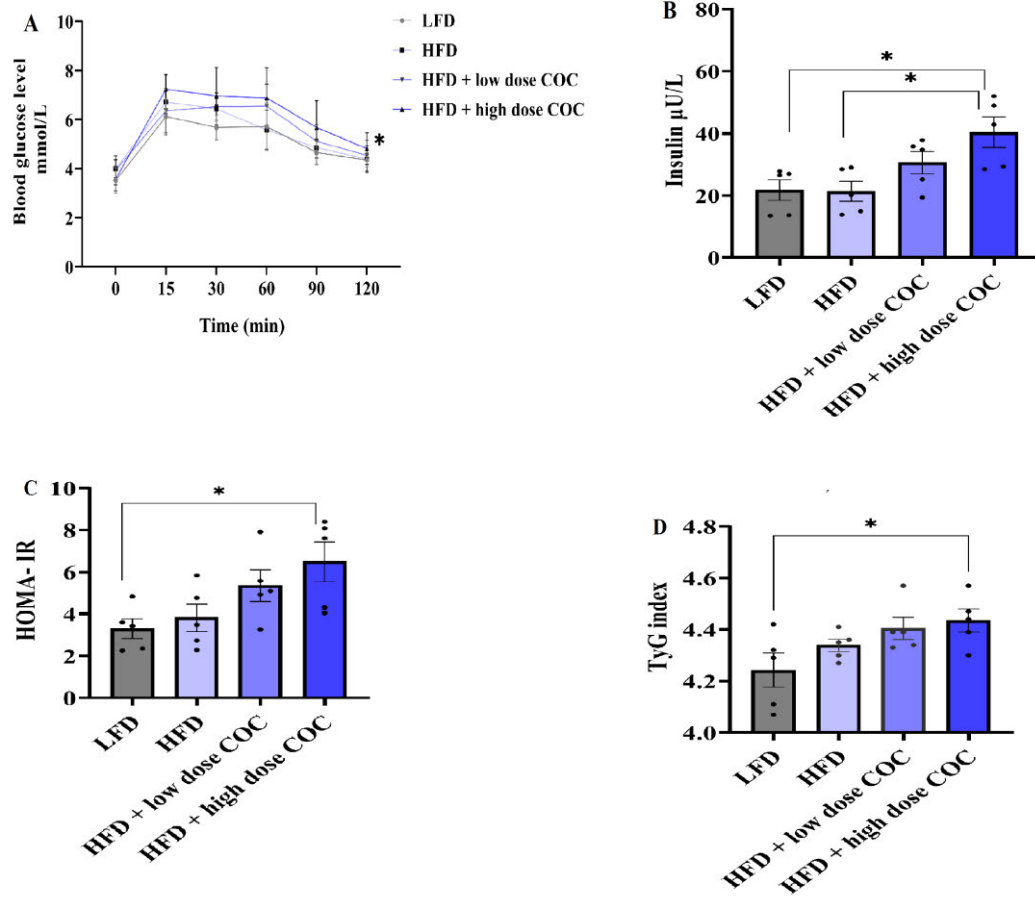 A
Blood glucose level
mmol/L
10
8
6
4
2
0
0 15 30 60 90 120
Time (min)
*
LFD
HFD
HFD + low dose COC
HFD + high dose COC
B
Insulin µU/L
80
60
40
20
0
*
*
LFD
HFD
HFD + low dose COC
HFD + high dose COC
C
HOMA- IR
10
8
6
4
2
0
*
LFD
HFD
HFD + low dose COC
HFD + high dose COC
D
TyG index
4.8
4.6
4.4
4.2
4.0
*
LFD
HFD
HFD + low dose COC
HFD + high dose COC